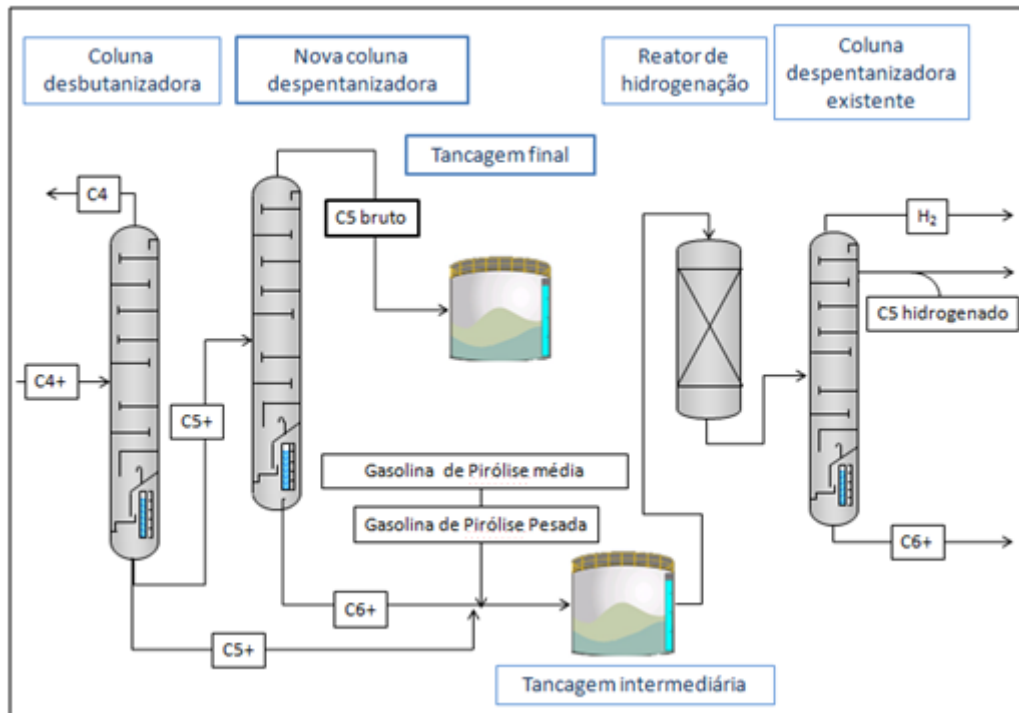 Coluna
desbutanizadora
Nova coluna
despentanizadora
Reator de
hidrogenação
Coluna
despentanizadora
existente
Tancagem final
C4
C5 bruto
H₂
C5 hidrogenado
C4+
C5+
Gasolina de Pirólise média
Gasolina de Pirólise Pesada
C6+
C6+
C5+
Tancagem intermediária